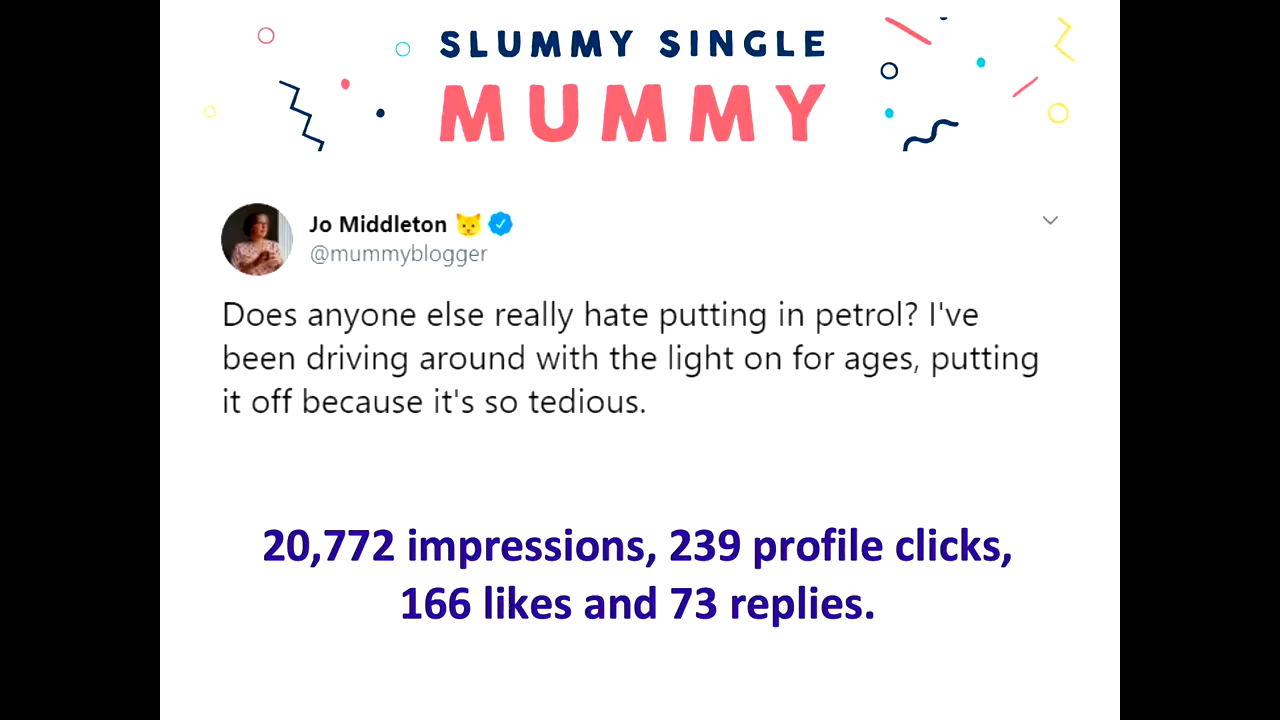 SLUMMY SINGLE
MUMMY
Jo Middleton
@mummyblogger
Does anyone else really hate putting in petrol? I've
been driving around with the light on for ages, putting
it off because it's so tedious.
20,772 impressions, 239 profile clicks,
166 likes and 73 replies.